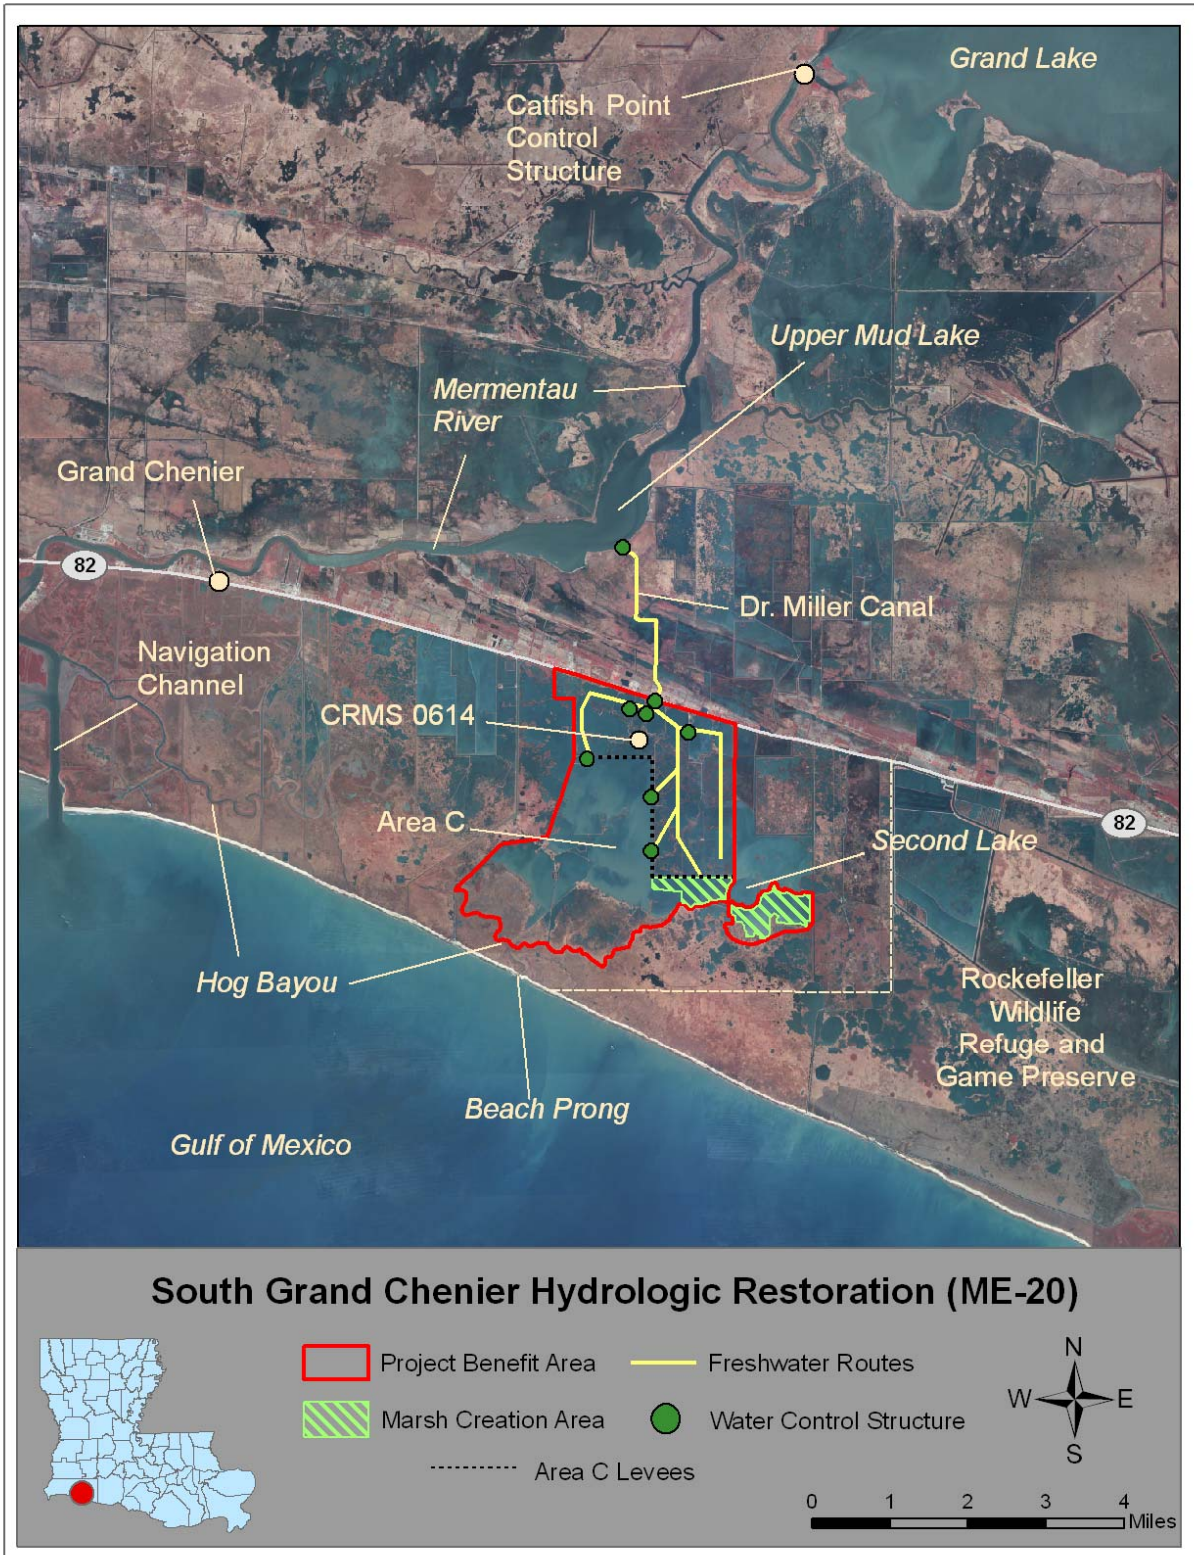 Grand Lake
Catfish Point
Control
Structure
Upper Mud Lake
Mermentau
River
Grand Chenier
82
Dr. Miller Canal
Navigation
Channel
CRMS 0614
Area C
82
Second Lake
Hog Bayou
Rockefeller
Wildlife
Refuge and
Game Preserve
Beach Prong
Gulf of Mexico
South Grand Chenier Hydrologic Restoration (ME-20)
Project Benefit Area
Freshwater Routes
Marsh Creation Area
Water Control Structure
Area C Levees
N
W E
S
0 1 2 3 4
Miles